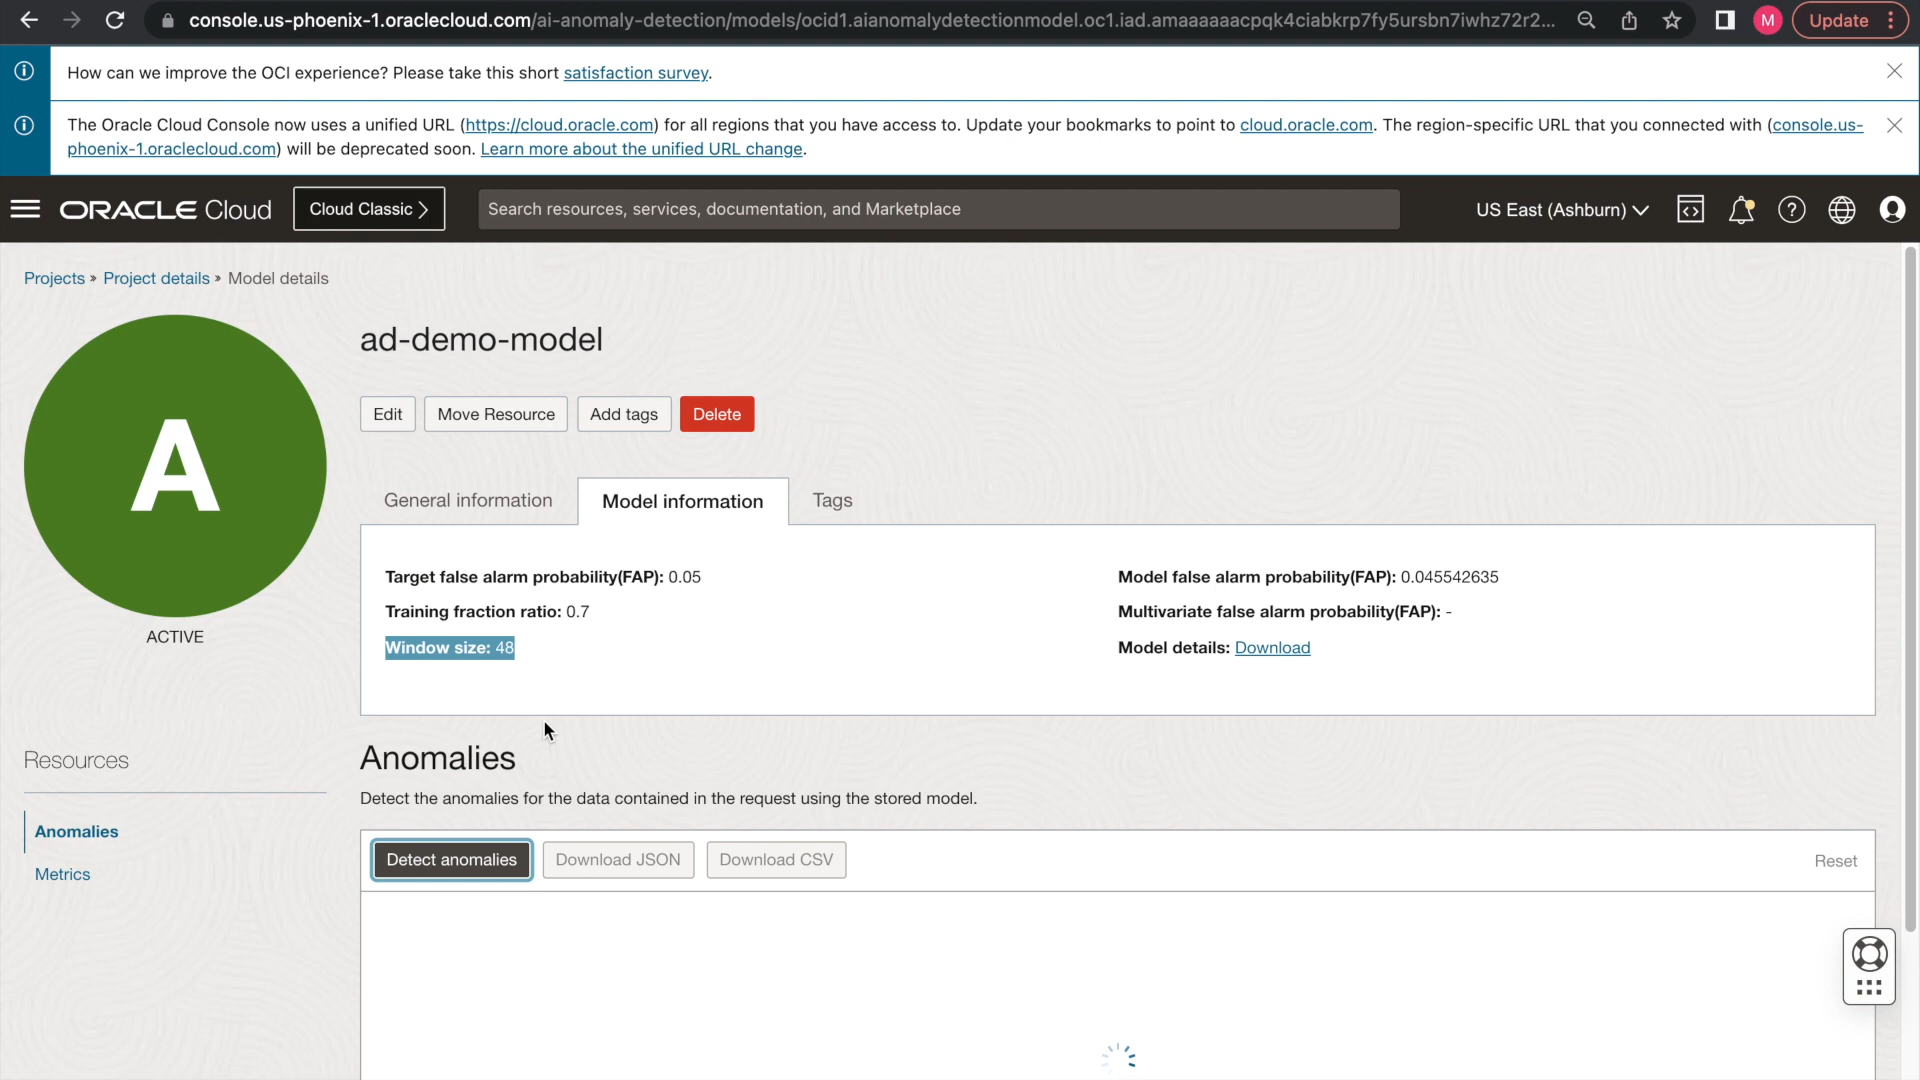 console.us-phoenix-1.oraclecloud.com/ai-anomaly-detection/models/ocid1.aianomalydetectionmodel.oc1.iad.amaaaaaacpqk4ciabkrp7fy5ursbn7iwhz72r2...
M
Update
How can we improve the OCI experience? Please take this short satisfaction survey.
The Oracle Cloud Console now uses a unified URL (https://cloud.oracle.com) for all regions that you have access to. Update your bookmarks to point to cloud.oracle.com. The region-specific URL that you connected with (console.us-
phoenix-1.oraclecloud.com) will be deprecated soon. Learn more about the unified URL change.
ORACLE Cloud
Cloud Classic >
Search resources, services, documentation, and Marketplace
US East (Ashburn)
Projects » Project details » Model details
A
ACTIVE
ad-demo-model
Edit
Move Resource
Add tags
Delete
General information
Model information
Tags
Target false alarm probability(FAP): 0.05
Model false alarm probability(FAP): 0.045542635
Training fraction ratio: 0.7
Multivariate false alarm probability(FAP): -
Window size: 48
Model details: Download
Resources
Anomalies
Metrics
Anomalies
Detect the anomalies for the data contained in the request using the stored model.
Detect anomalies
Download JSON
Download CSV
Reset